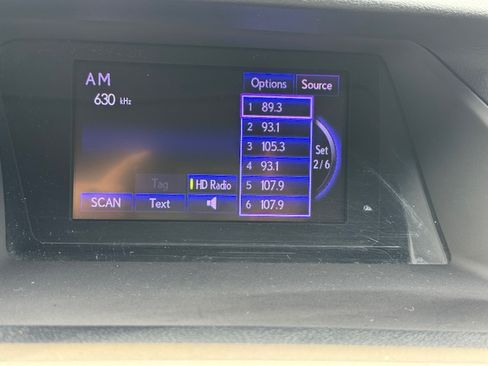 AM
630 kHz
Options
Source
1 89.3
2 93.1
3 105.3
4 93.1
5 107.9
6 107.9
Set
2/6
Tag
HD Radio
SCAN
Text